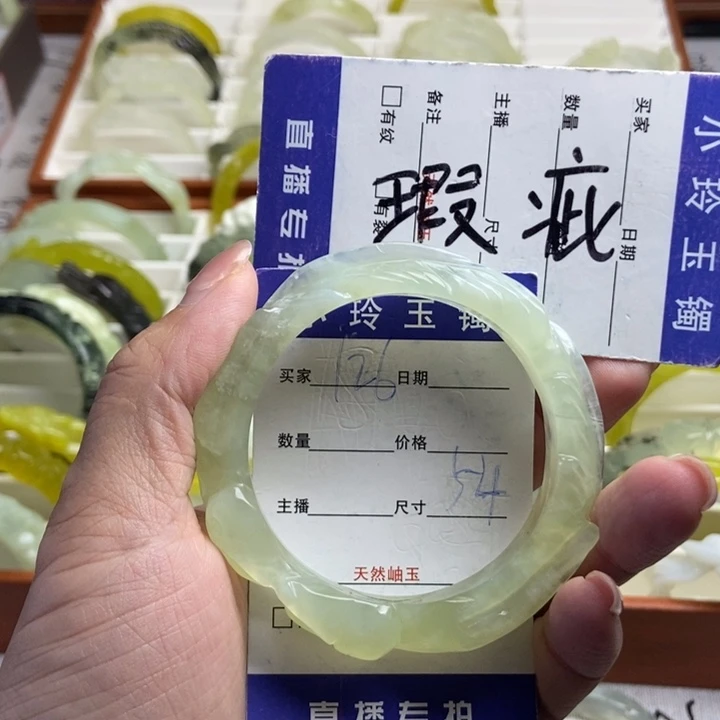 小玲玉镯
买家
日期
数量
主播
尺寸
备注
有纹
直播专拍
瑕疵
玲玉镯
买家 126 日期
数量 价格
主播 尺寸 54
天然岫玉
直播专拍